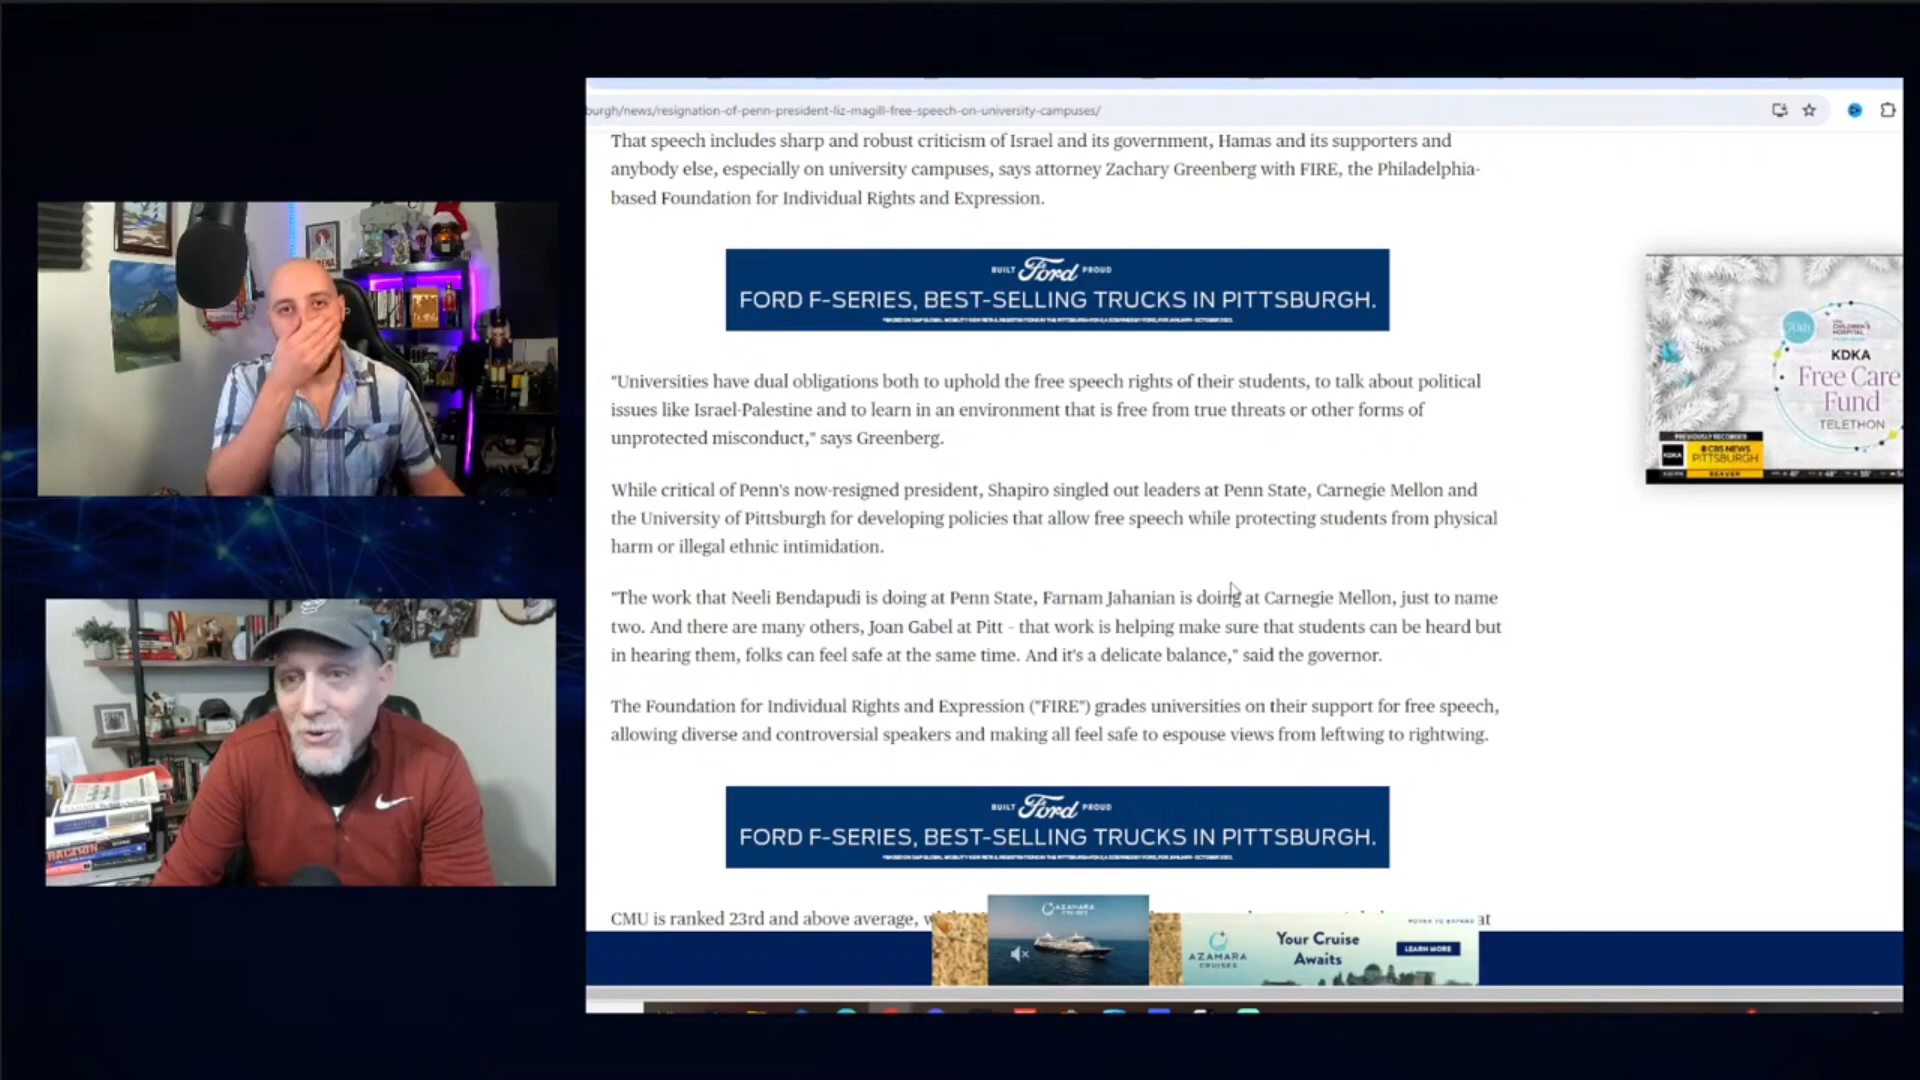 burgh/news/resignation-of-penn-president-liz-magill-free-speech-on-university-campuses/
That speech includes sharp and robust criticism of Israel and its government, Hamas and its supporters and
anybody else, especially on university campuses, says attorney Zachary Greenberg with FIRE, the Philadelphia-
based Foundation for Individual Rights and Expression.
BUILT Ford PROUD
FORD F-SERIES, BEST-SELLING TRUCKS IN PITTSBURGH.
"Universities have dual obligations both to uphold the free speech rights of their students, to talk about political
issues like Israel-Palestine and to learn in an environment that is free from true threats or other forms of
unprotected misconduct," says Greenberg.
While critical of Penn's now-resigned president, Shapiro singled out leaders at Penn State, Carnegie Mellon and
the University of Pittsburgh for developing policies that allow free speech while protecting students from physical
harm or illegal ethnic intimidation.
"The work that Neeli Bendapudi is doing at Penn State, Farnam Jahanian is doing at Carnegie Mellon, just to name
two. And there are many others, Joan Gabel at Pitt - that work is helping make sure that students can be heard but
in hearing them, folks can feel safe at the same time. And it's a delicate balance," said the governor.
The Foundation for Individual Rights and Expression ("FIRE") grades universities on their support for free speech,
allowing diverse and controversial speakers and making all feel safe to espouse views from leftwing to rightwing.
BUILT Ford PROUD
FORD F-SERIES, BEST-SELLING TRUCKS IN PITTSBURGH.
CMU is ranked 23rd and above average,
at
AZAMARA
CRUISES
AZAMARA
CRUISES
Your Cruise
Awaits
LEARN MORE
70th
CHILDREN'S
HOSPITAL
KDKA
Free Care
Fund
TELETHON
PREVIOUSLY RECORDED
KDKA
CBS NEWS
PITTSBURGH
BEAVER